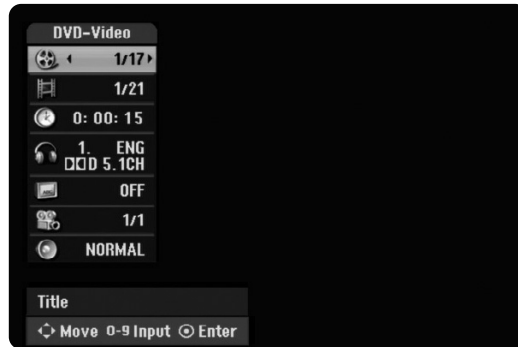 DVD-Video
1/17
1/21
0: 00: 15
1. ENG
D 5.1CH
OFF
1/1
NORMAL
Title
Move 0-9 Input Enter